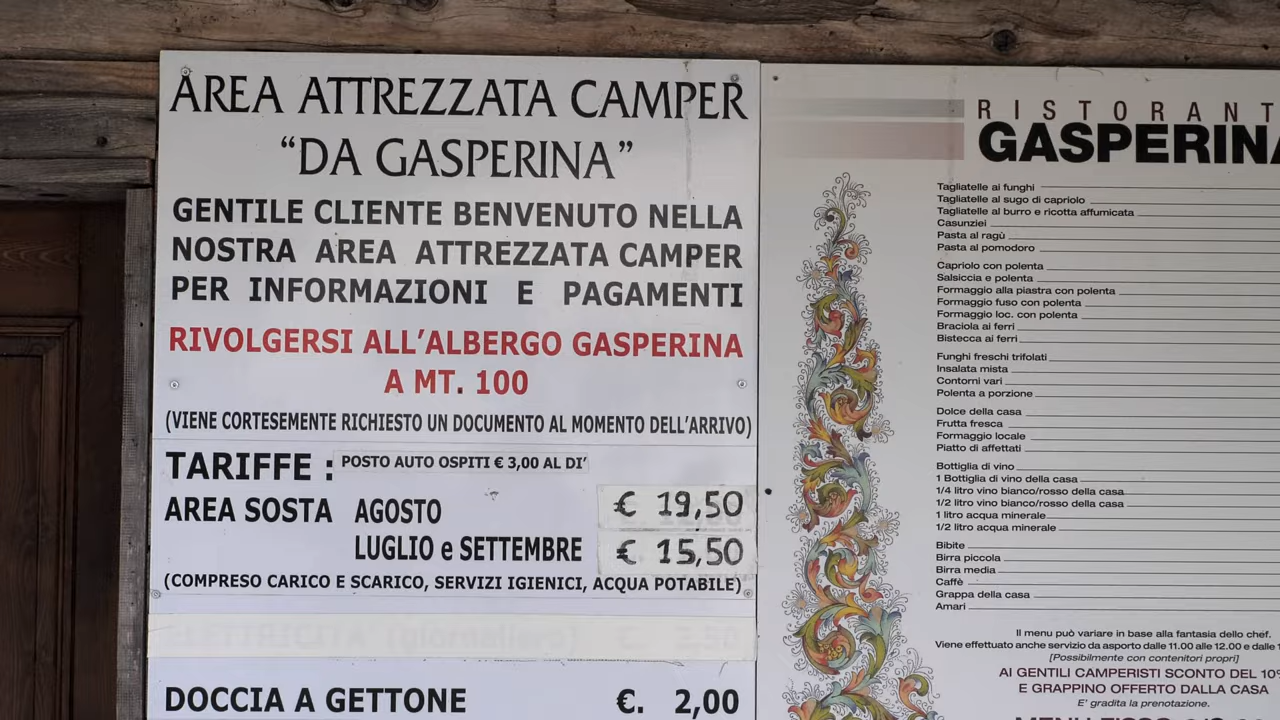 AREA ATTREZZATA CAMPER
“DA GASPERINA”
GENTILE CLIENTE BENVENUTO NELLA
NOSTRA AREA ATTREZZATA CAMPER
PER INFORMAZIONI E PAGAMENTI
RIVOLGERSI ALL’ALBERGO GASPERINA
A MT. 100
(VIENE CORTESEMENTE RICHIESTO UN DOCUMENTO AL MOMENTO DELL’ARRIVO)
TARIFFE : POSTO AUTO OSPITI € 3,00 AL DI’
AREA SOSTA AGOSTO € 19,50
LUGLIO e SETTEMBRE € 15,50
(COMPRESO CARICO E SCARICO, SERVIZI IGIENICI, ACQUA POTABILE)
ELETTRICITÀ (giornaliera) €. 2,50
DOCCIA A GETTONE €. 2,00
RISTORANT
GASPERINA
Tagliatelle ai funghi
Tagliatelle al sugo di capriolo
Tagliatelle al burro e ricotta affumicata
Casunziei
Pasta al ragù
Pasta al pomodoro
Capriolo con polenta
Salsiccia e polenta
Formaggio alla piastra con polenta
Formaggio fuso con polenta
Formaggio loc. con polenta
Braciola ai ferri
Bistecca ai ferri
Funghi freschi trifolati
Insalata mista
Contorni vari
Polenta a porzione
Dolce della casa
Frutta fresca
Formaggio locale
Piatto di affettati
Bottiglia di vino
1 Bottiglia di vino della casa
1/4 litro vino bianco/rosso della casa
1/2 litro vino bianco/rosso della casa
1 litro acqua minerale
1/2 litro acqua minerale
Bibite
Birra piccola
Birra media
Caffè
Grappa della casa
Amari
Il menu può variare in base alla fantasia dello chef.
Viene effettuato anche servizio da asporto dalle 11.00 alle 12.00 e dalle 1
[Possibilmente con contenitori propri]
AI GENTILI CAMPERISTI SCONTO DEL 10%
E GRAPPINO OFFERTO DALLA CASA
E’ gradita la prenotazione.